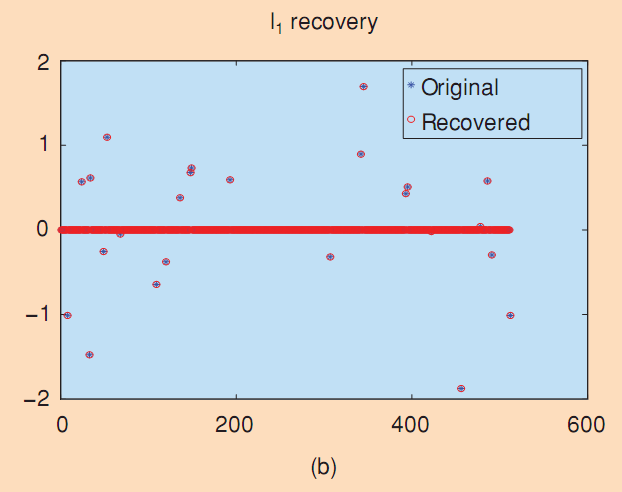 l₁ recovery
2
1
0
−1
−2
* Original
○ Recovered
0 200 400 600
(b)